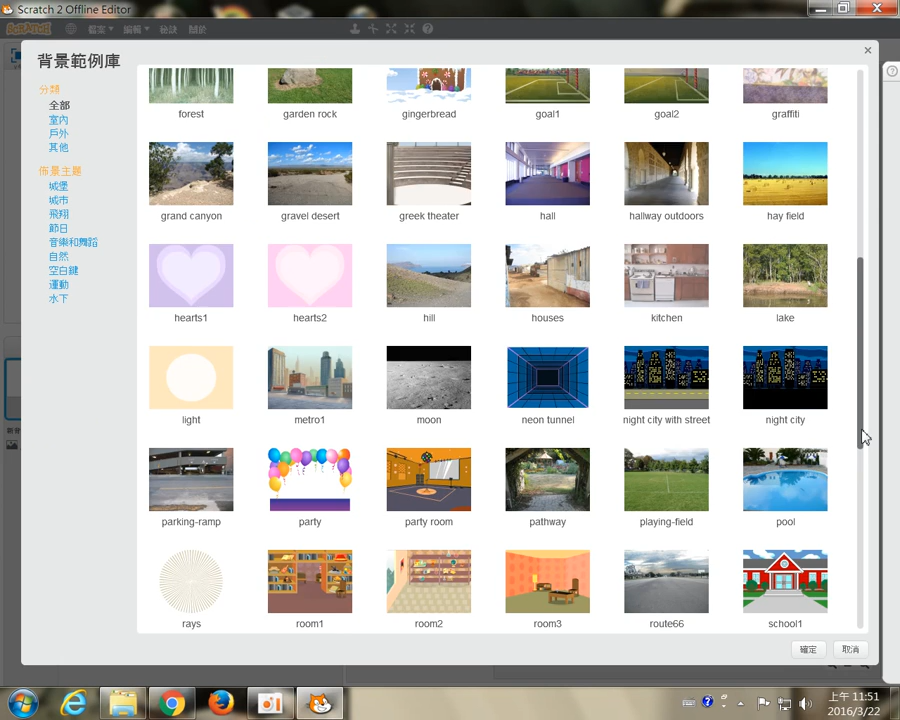 Scratch 2 Offline Editor
SCRATCH 檔案 編輯 秘訣 關於
背景範例庫
分類
全部
室內
戶外
其他
佈景主題
城堡
城市
飛翔
節日
音樂和舞蹈
自然
空白鍵
運動
水下
forest garden rock gingerbread goal1 goal2 graffiti
grand canyon gravel desert greek theater hall hallway outdoors hay field
hearts1 hearts2 hill houses kitchen lake
light metro1 moon neon tunnel night city with street night city
parking-ramp party party room pathway playing-field pool
rays room1 room2 room3 route66 school1
確定 取消
上午 11:51
2016/3/22